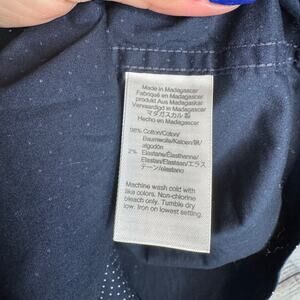 Made in Madagascar
Fabriqué en Madagascar
produkt Aus Madagaskar
Vervaardigd in Madagascar
マダガスカル 製
Hecho en Madagascar
98% Cotton/Coton/
Baumwolle/Katoen/綿/
algodón
2% Elastane/Élasthanne/
Elastan/Elastaan/エラス
テーン/elastano
Machine wash cold with
like colors. Non-chlorine
bleach only. Tumble dry
low. Iron on lowest setting.